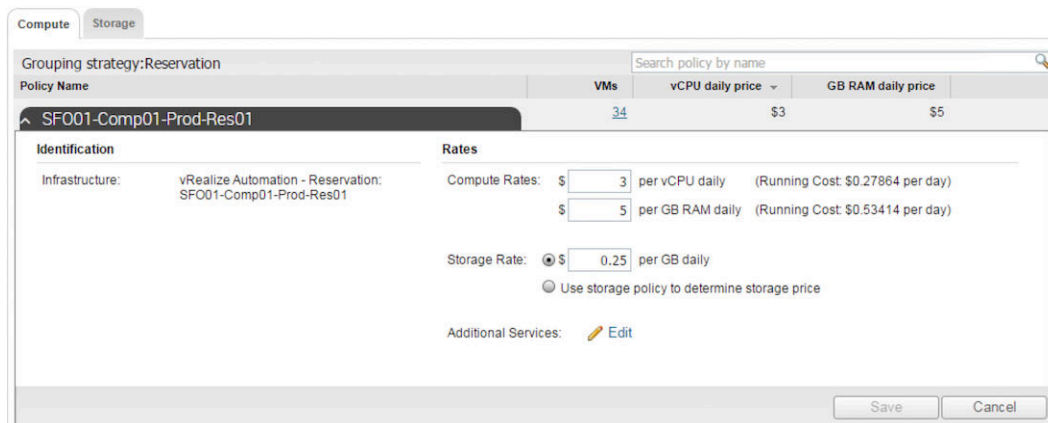 Compute Storage
Grouping strategy:Reservation Search policy by name
Policy Name VMs vCPU daily price GB RAM daily price
SFO01-Comp01-Prod-Res01 34 $3 $5
Identification Rates
Infrastructure: vRealize Automation - Reservation: Compute Rates: $ 3 per vCPU daily (Running Cost: $0.27864 per day)
SFO01-Comp01-Prod-Res01
$ 5 per GB RAM daily (Running Cost: $0.53414 per day)
Storage Rate: $ 0.25 per GB daily
Use storage policy to determine storage price
Additional Services: Edit
Save Cancel